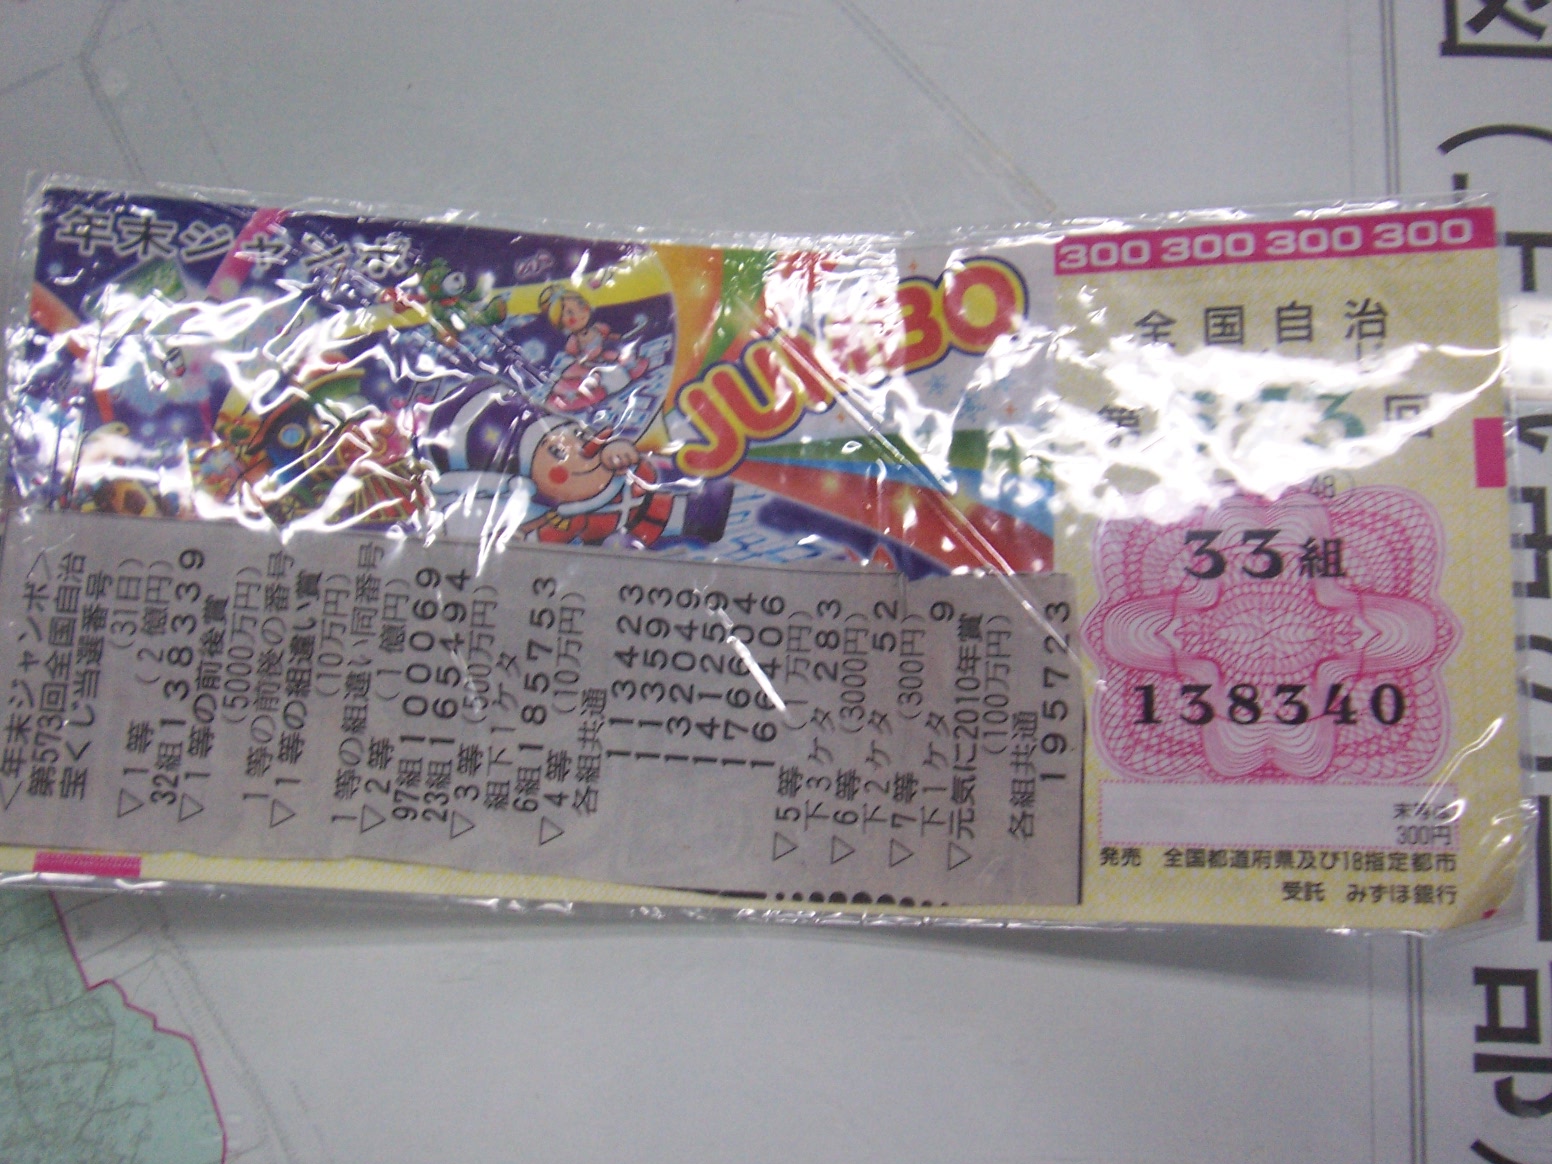 年末ジャンボ
JUMBO
300 300 300 300
全国自治
第573回
33組
138340
300円
発売 全国都道府県及び18指定都市
受託 みずほ銀行
<年末ジャンボ>
第573回全国自治
宝くじ当選番号
(31日)
▽1等(2億円)
32組138339
▽1等の前後賞
(5000万円)
1等の前後の番号
▽1等の組違い賞
(10万円)
1等の組違い同番号
▽2等(1億円)
97組100069
23組165494
▽3等(500万円)
組下1ケタ
6組185753
▽4等(10万円)
各組共通
113423
113593
132049
141259
176604
166406
▽5等(1万円)
下3ケタ 283
▽6等(3000円)
下2ケタ 52
▽7等(300円)
下1ケタ 9
▽元気に2010年賞
(100万円)
各組共通
195723